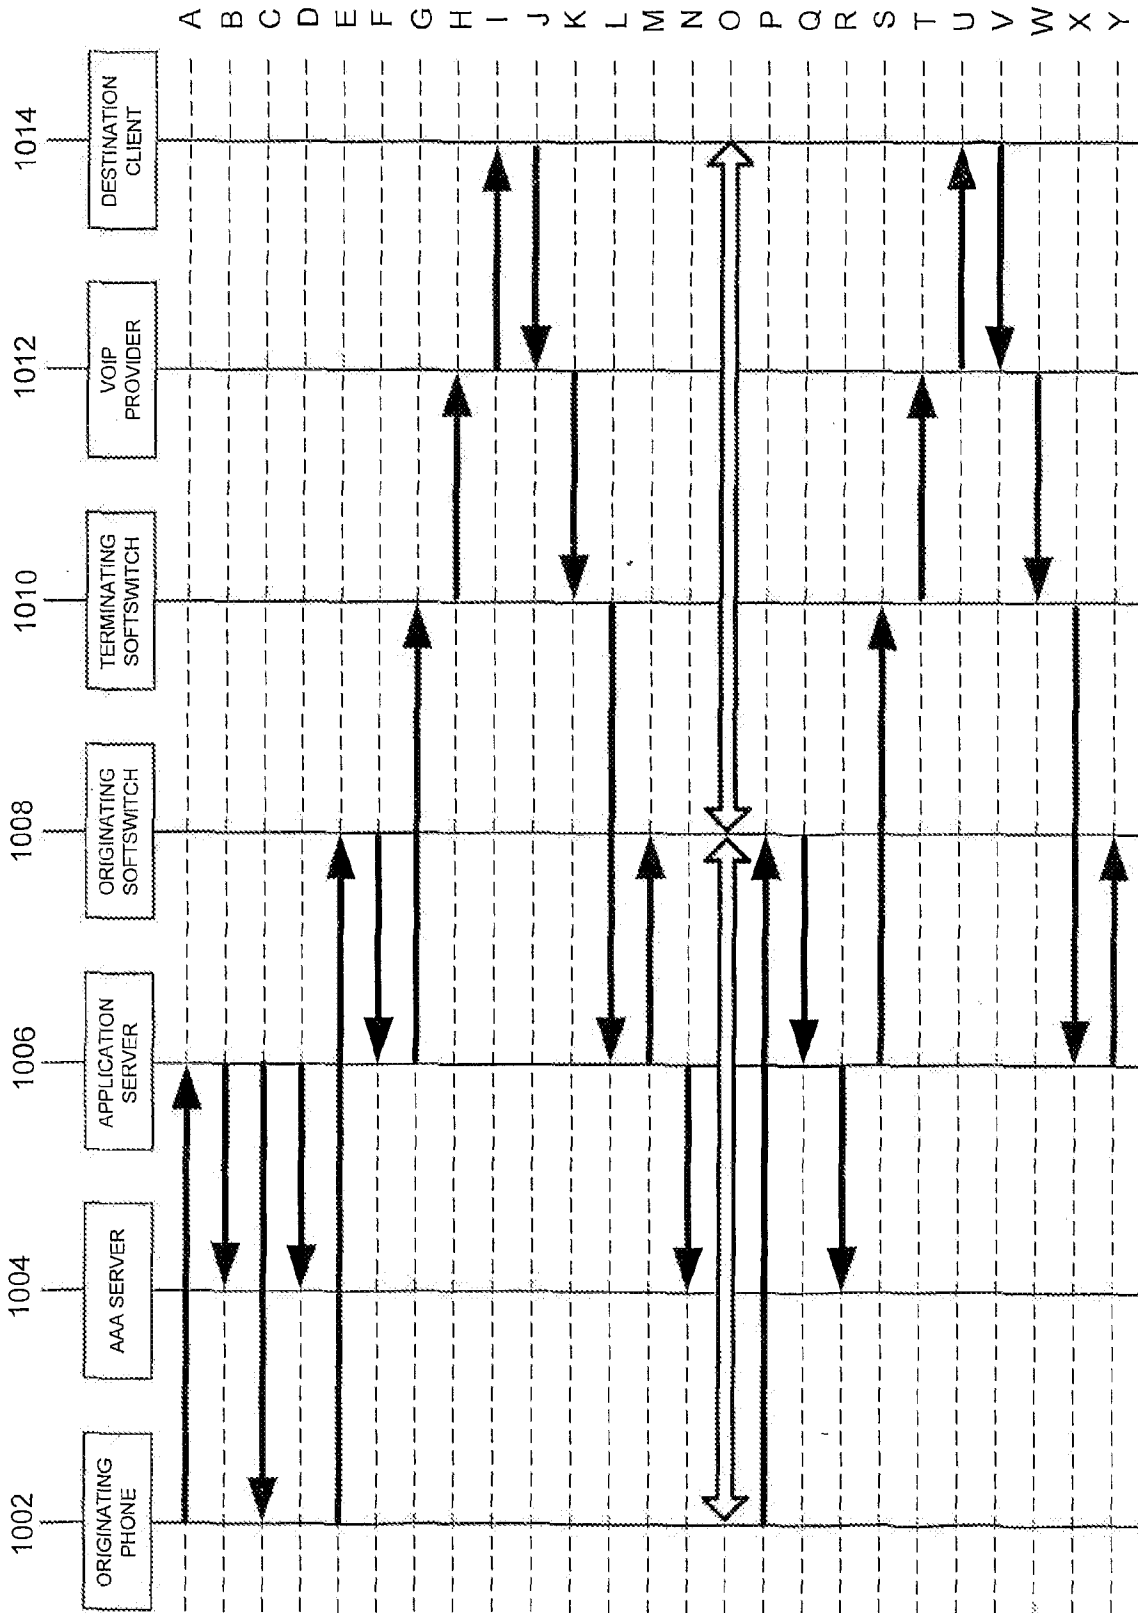 1002
1004
1006
1008
1010
1012
1014
ORIGINATING
PHONE
AAA SERVER
APPLICATION
SERVER
ORIGINATING
SOFTSWITCH
TERMINATING
SOFTSWITCH
VOIP
PROVIDER
DESTINATION
CLIENT
A
B
C
D
E
F
G
H
I
J
K
L
M
N
O
P
Q
R
S
T
U
V
W
X
Y